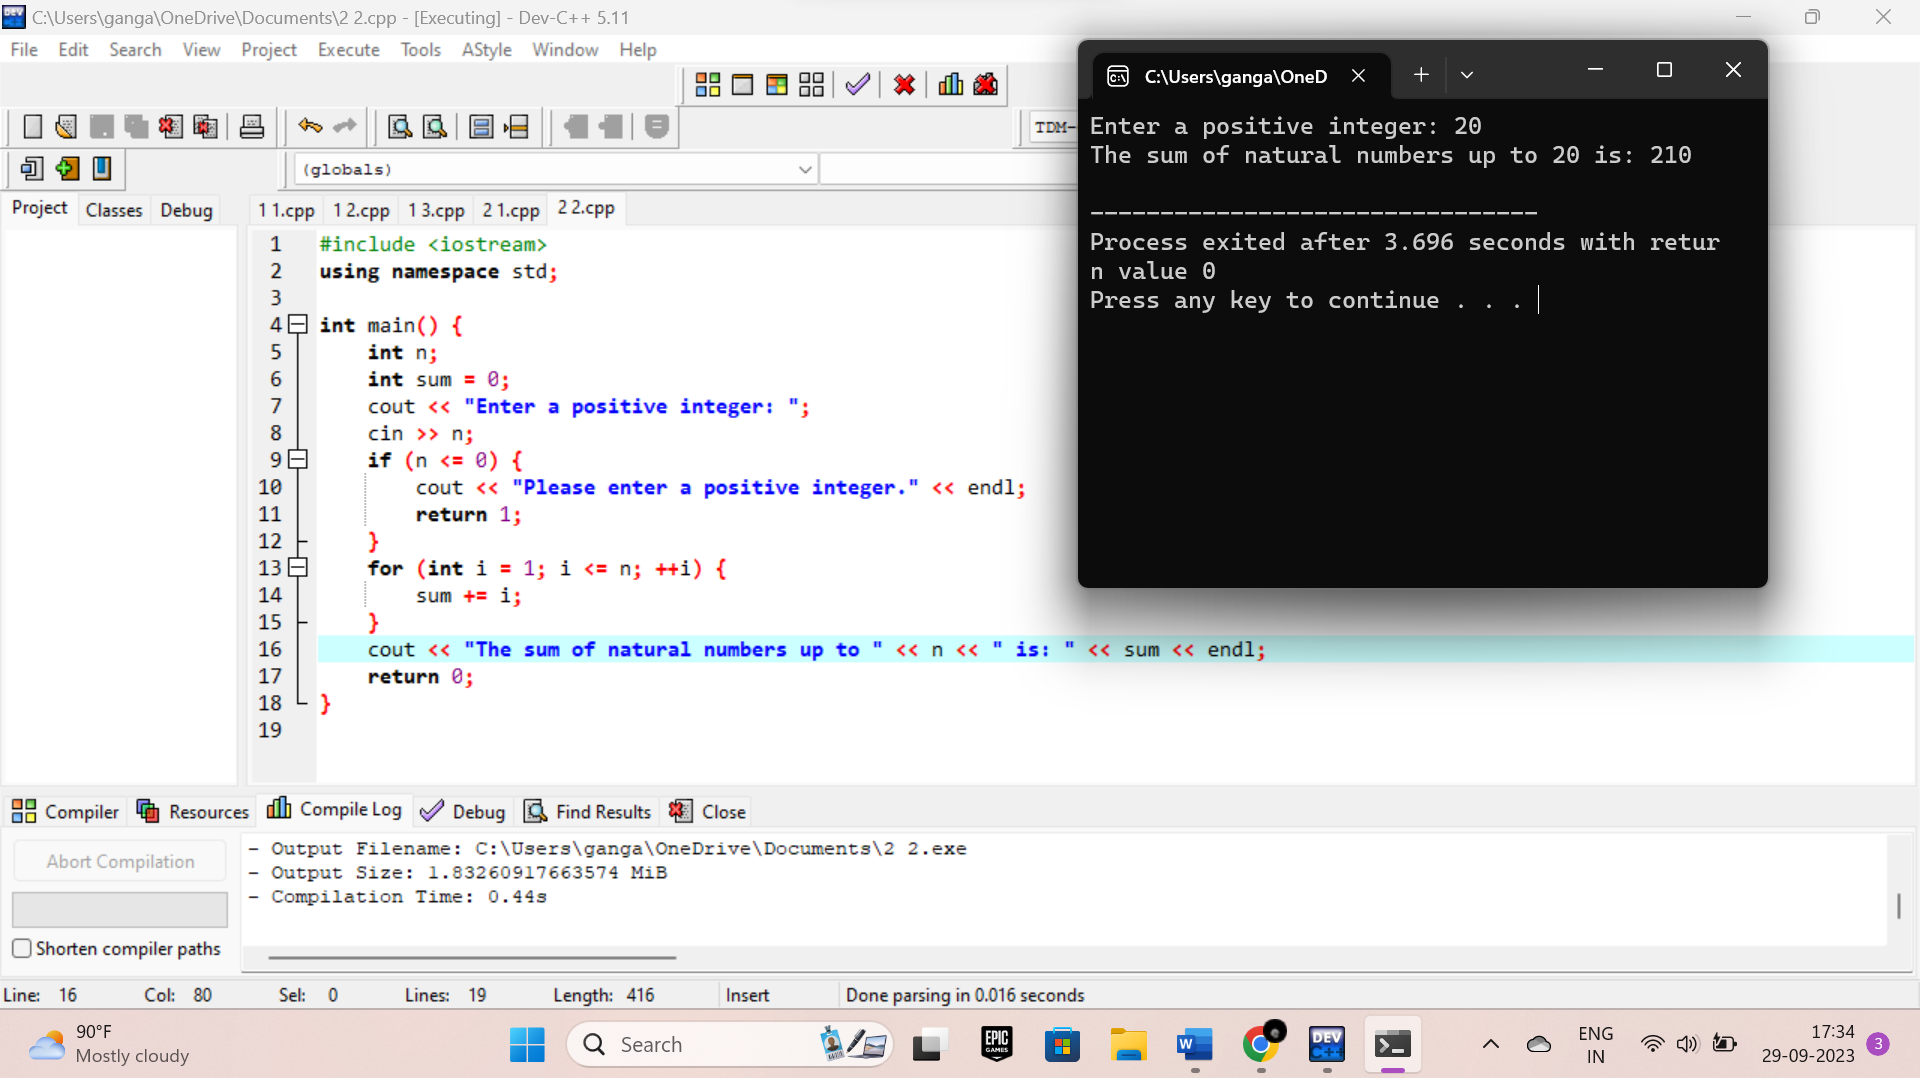 C:\Users\ganga\OneDrive\Documents\2 2.cpp - [Executing] - Dev-C++ 5.11
File Edit Search View Project Execute Tools AStyle Window Help
TDM-
(globals)
Project Classes Debug
1 1.cpp 1 2.cpp 1 3.cpp 2 1.cpp 2 2.cpp
1 #include <iostream>
2 using namespace std;
3
4 int main() {
5 int n;
6 int sum = 0;
7 cout << "Enter a positive integer: ";
8 cin >> n;
9 if (n <= 0) {
10 cout << "Please enter a positive integer." << endl;
11 return 1;
12 }
13 for (int i = 1; i <= n; ++i) {
14 sum += i;
15 }
16 cout << "The sum of natural numbers up to " << n << " is: " << sum << endl;
17 return 0;
18 }
19
C:\Users\ganga\OneD
Enter a positive integer: 20
The sum of natural numbers up to 20 is: 210
--------------------------------
Process exited after 3.696 seconds with retur
n value 0
Press any key to continue . . .
Compiler Resources Compile Log Debug Find Results Close
Abort Compilation
Shorten compiler paths
- Output Filename: C:\Users\ganga\OneDrive\Documents\2 2.exe
- Output Size: 1.83260917663574 MiB
- Compilation Time: 0.44s
Line: 16 Col: 80 Sel: 0 Lines: 19 Length: 416 Insert Done parsing in 0.016 seconds
90°F
Mostly cloudy
Search
EPIC
GAMES
W
DEV
C++
ENG
IN
17:34
29-09-2023
3